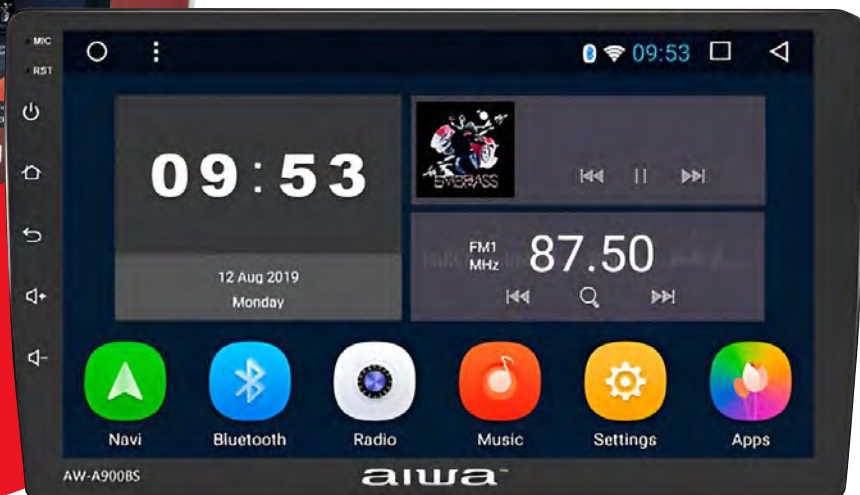 MIC
RST
09:53
09:53
12 Aug 2019
Monday
EMBRASS
FM1
MHz
87.50
Navi
Bluetooth
Radio
Music
Settings
Apps
AW-A900BS
aiwa